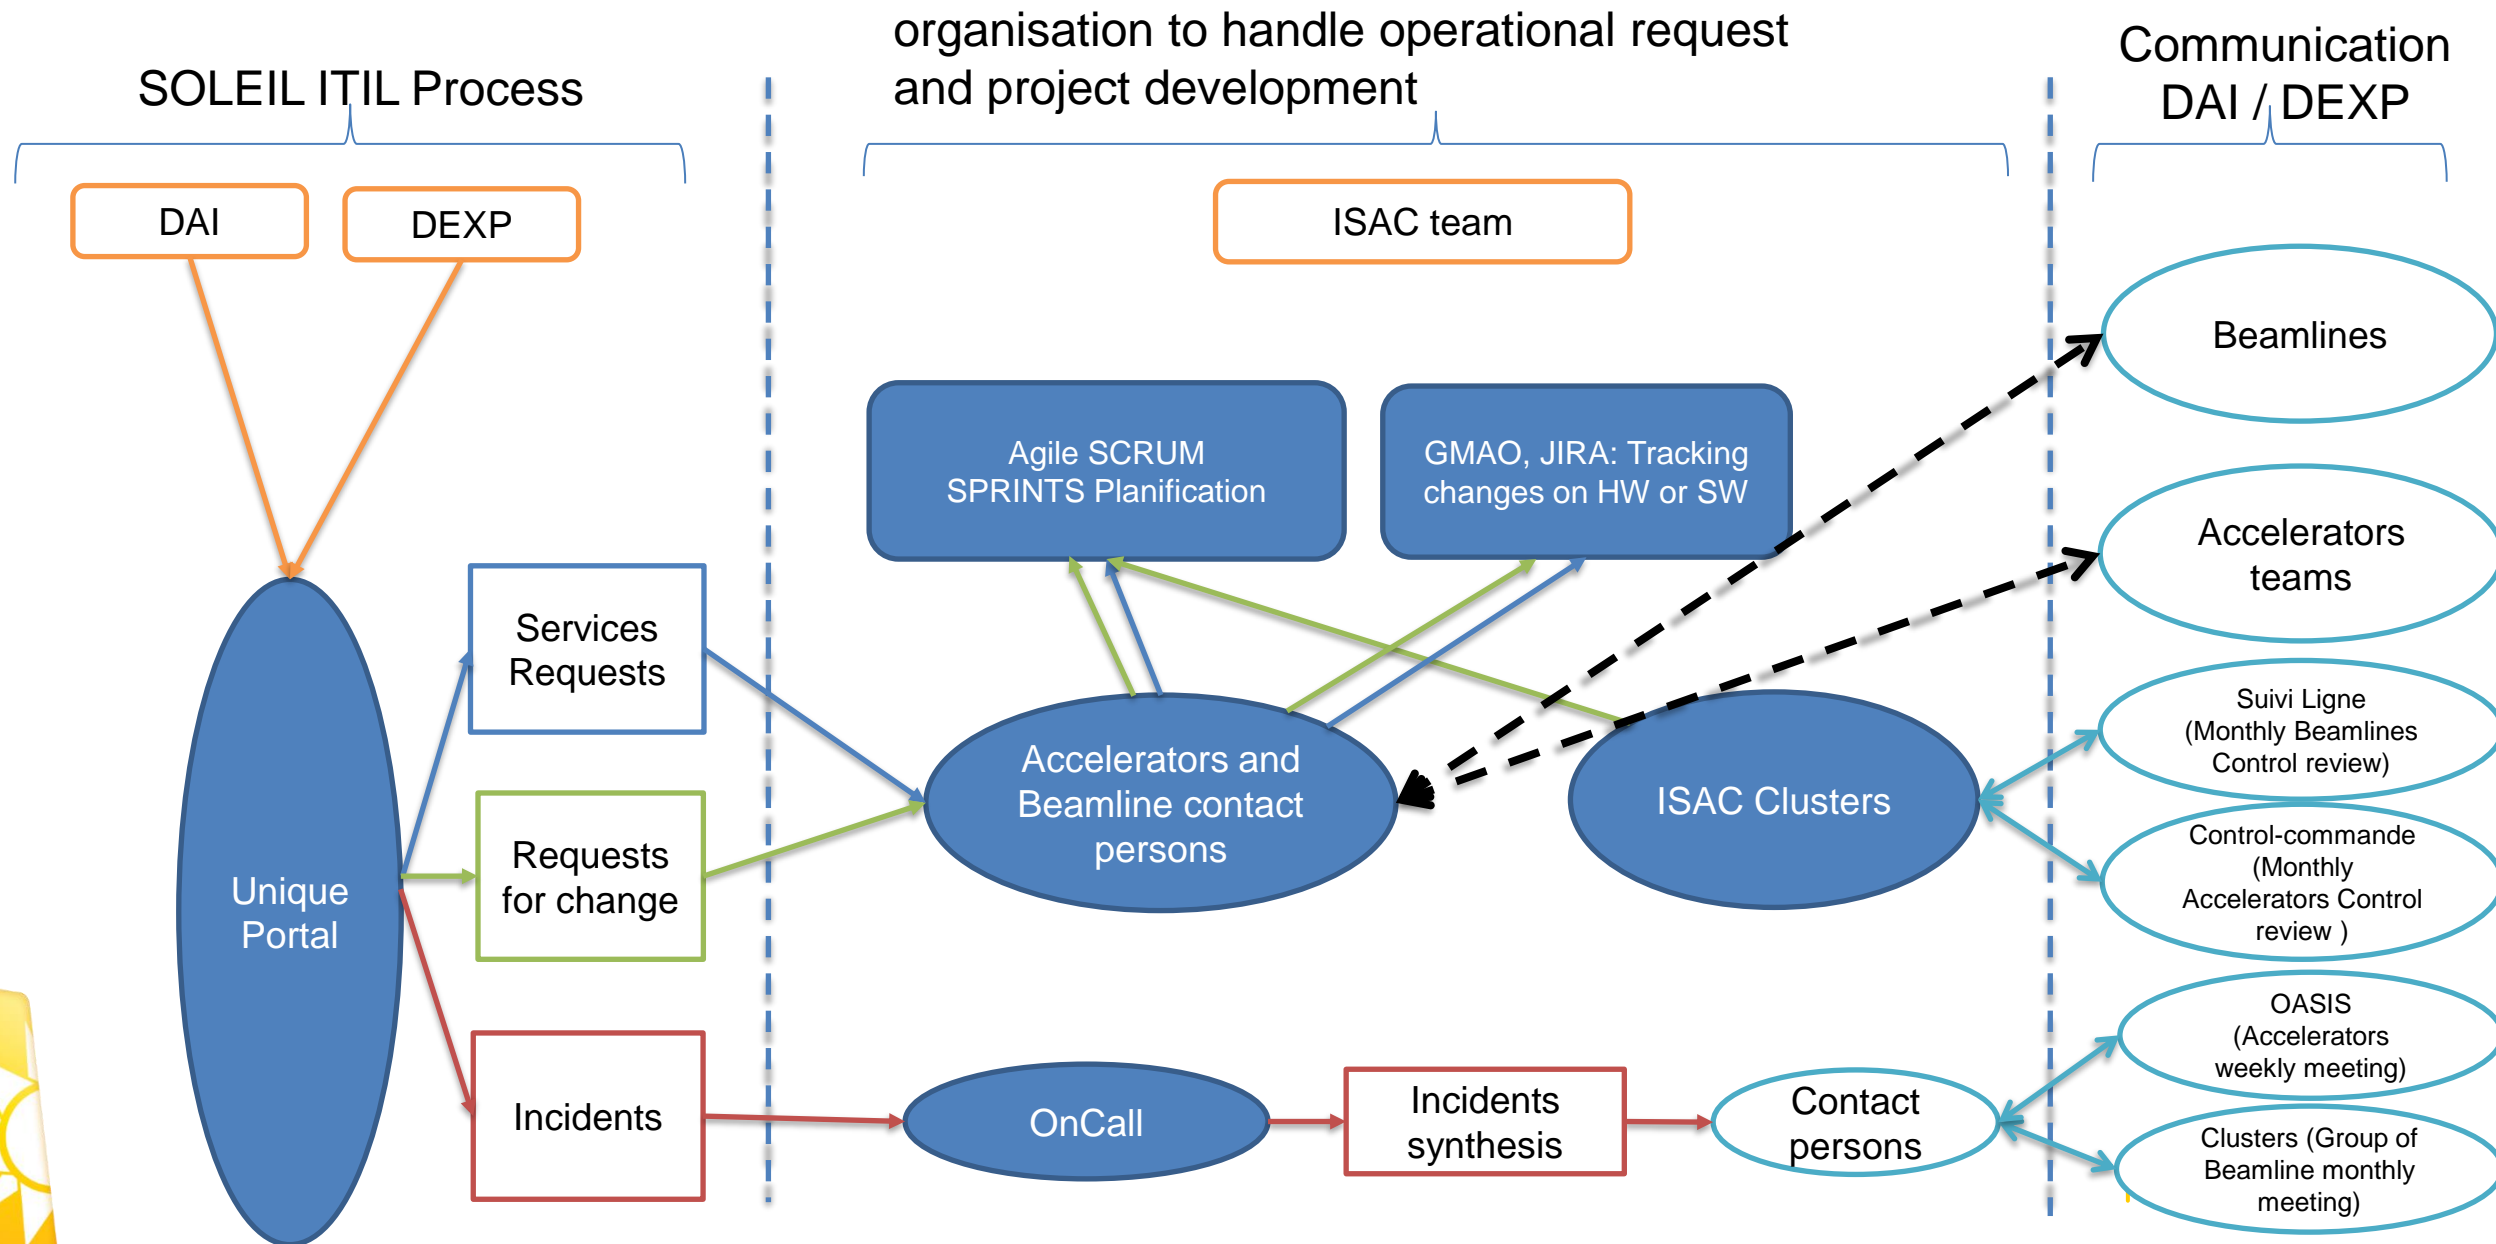 SOLEIL ITIL Process
organisation to handle operational request
and project development
Communication
DAI / DEXP
DAI
DEXP
ISAC team
Beamlines
Agile SCRUM
SPRINTS Planification
GMAO, JIRA: Tracking
changes on HW or SW
Accelerators
teams
Services
Requests
Suivi Ligne
(Monthly Beamlines
Control review)
Accelerators and
Beamline contact
persons
ISAC Clusters
Requests
for change
Unique
Portal
Control-commande
(Monthly
Accelerators Control
review )
OASIS
(Accelerators
weekly meeting)
Incidents
OnCall
Incidents
synthesis
Contact
persons
Clusters (Group of
Beamline monthly
meeting)